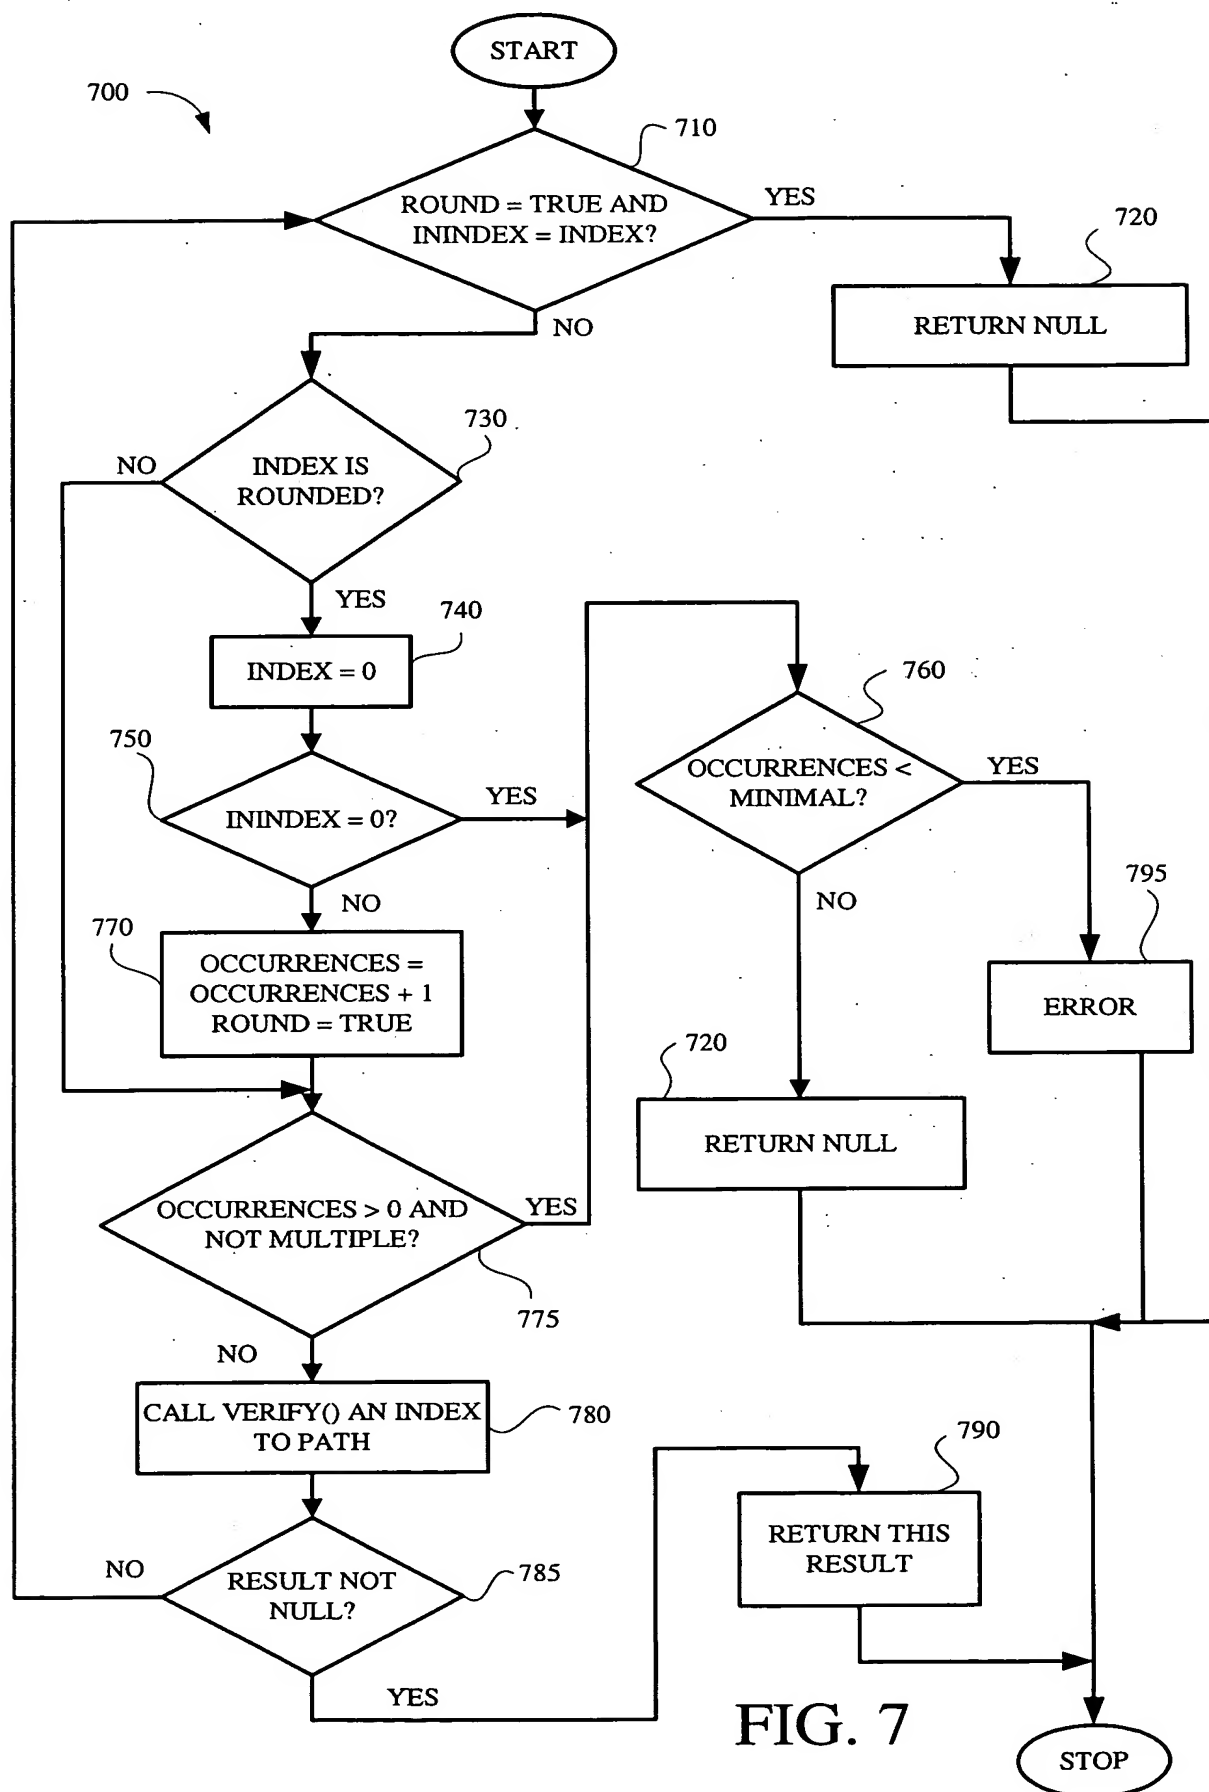 START
700
710
ROUND = TRUE AND
ININDEX = INDEX?
YES
720
RETURN NULL
NO
730
INDEX IS
ROUNDED?
NO
YES
740
INDEX = 0
750
ININDEX = 0?
YES
760
OCCURRENCES <
MINIMAL?
YES
NO
NO
770
OCCURRENCES =
OCCURRENCES + 1
ROUND = TRUE
795
ERROR
720
RETURN NULL
OCCURRENCES > 0 AND
NOT MULTIPLE?
YES
775
NO
CALL VERIFY() AN INDEX
TO PATH
780
790
RETURN THIS
RESULT
NO
RESULT NOT
NULL?
785
YES
FIG. 7
STOP